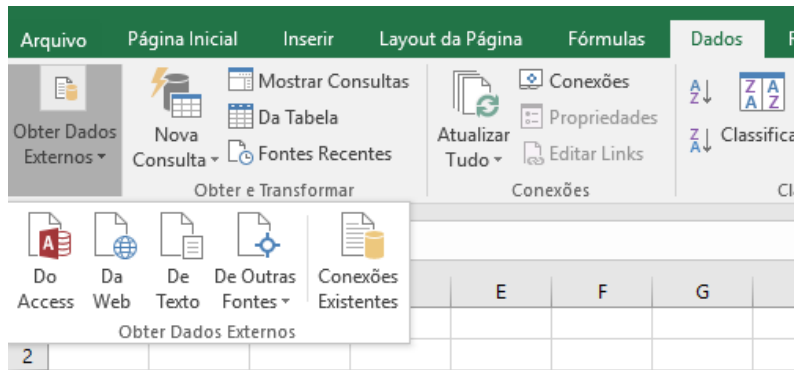 Arquivo Página Inicial Inserir Layout da Página Fórmulas Dados
Obter Dados
Externos
Nova
Consulta
Mostrar Consultas
Da Tabela
Fontes Recentes
Obter e Transformar
Atualizar
Tudo
Conexões
Propriedades
Editar Links
Conexões
A
Z
Z
A
Z A
A Z
Do
Access
Da
Web
De
Texto
De Outras
Fontes
Conexões
Existentes
Obter Dados Externos
E F G
2